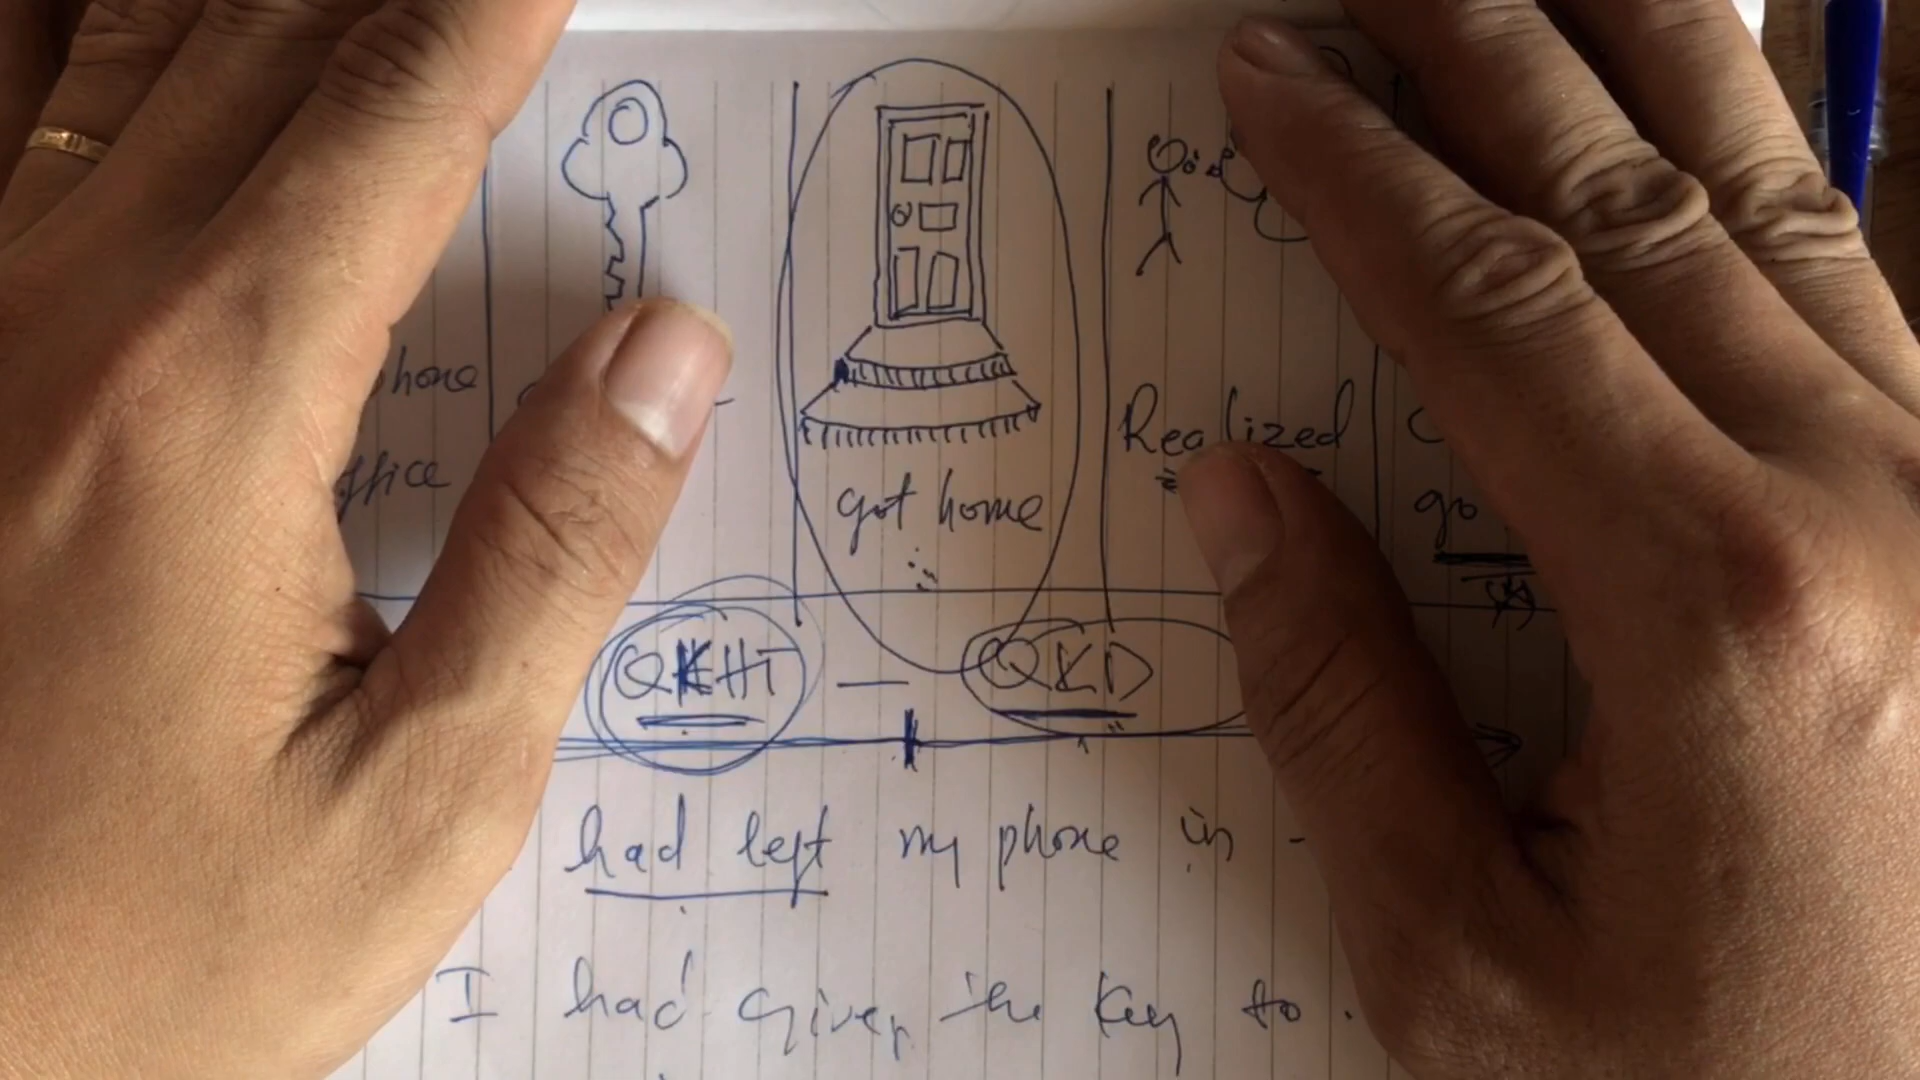 phone
office
got home
Realized
go
QKHT — QKD
had left my phone in -
I had given the key to .